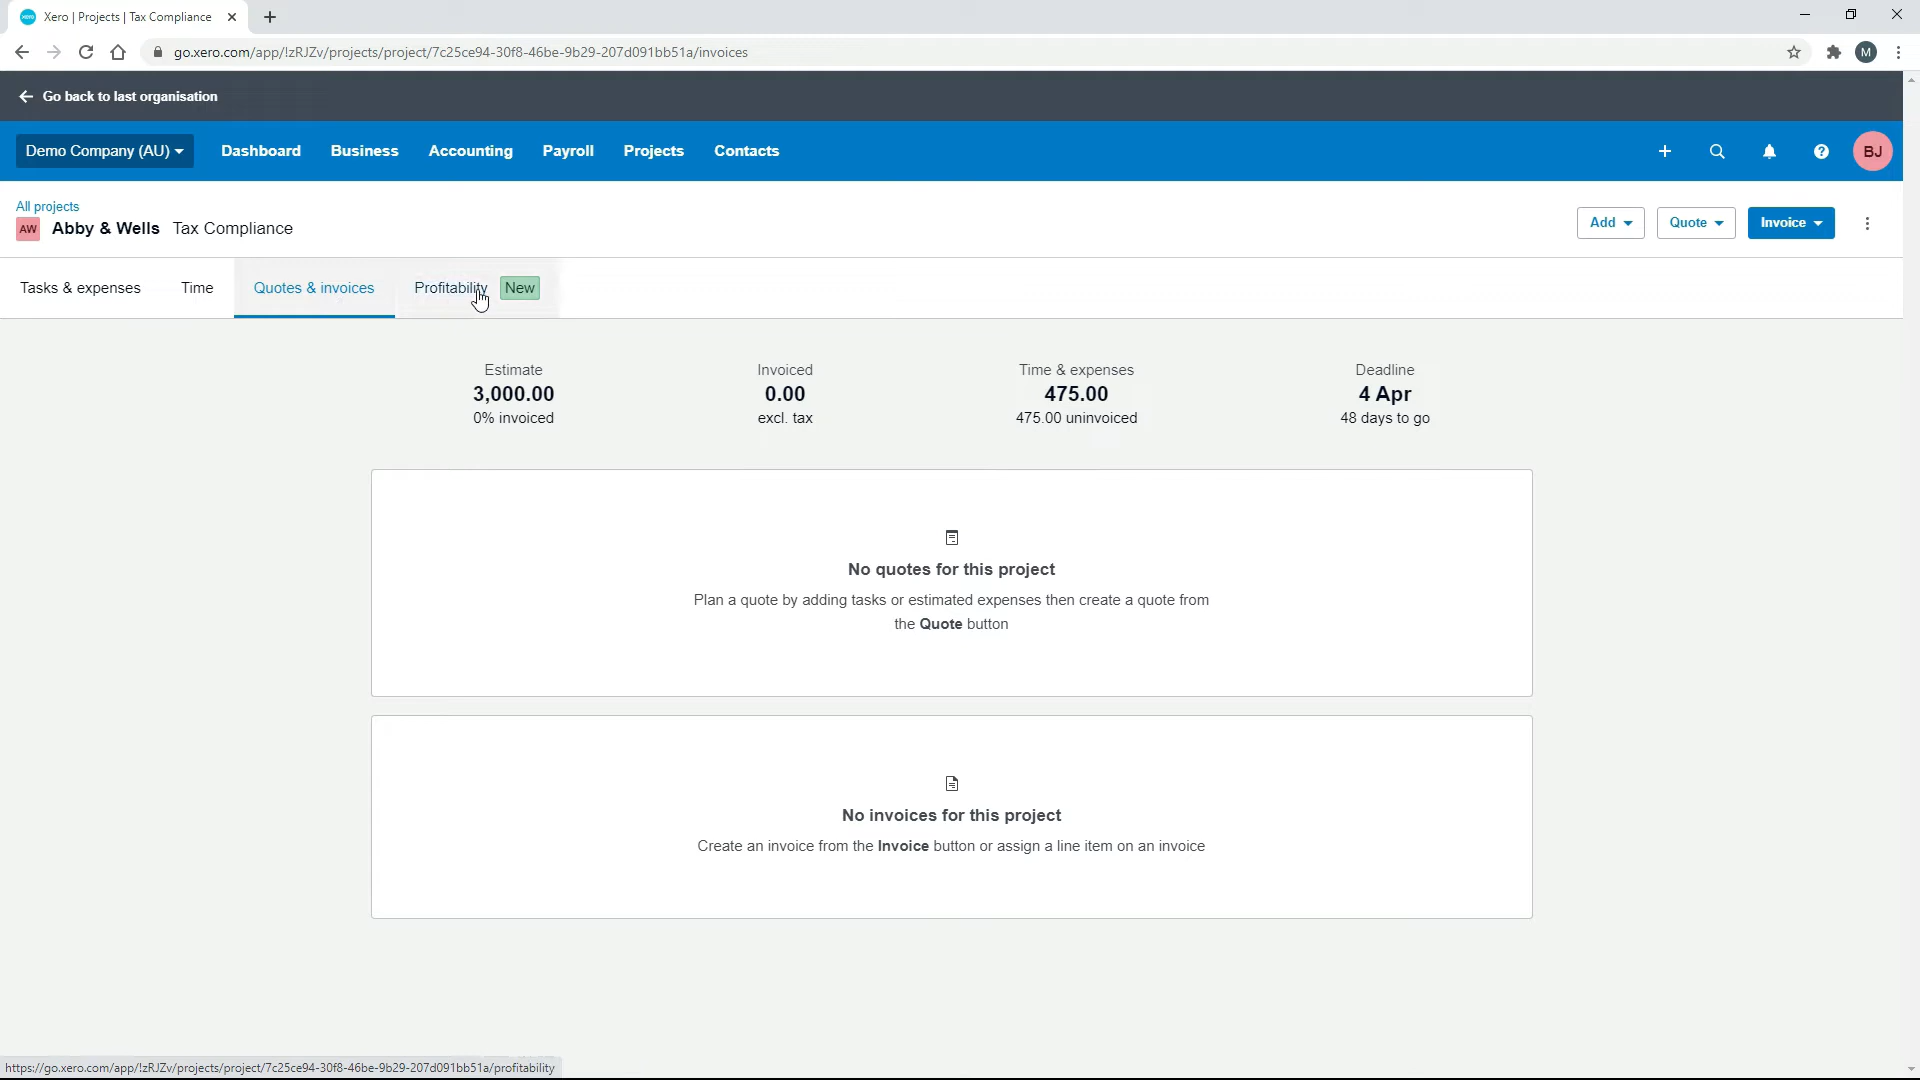 Xero | Projects | Tax Compliance
go.xero.com/app/!zRJZv/projects/project/7c25ce94-30f8-46be-9b29-207d091bb51a/invoices
M
Go back to last organisation
Demo Company (AU) Dashboard Business Accounting Payroll Projects Contacts BJ
All projects
AW Abby & Wells Tax Compliance
Add Quote Invoice
Tasks & expenses Time Quotes & invoices Profitability New
Estimate Invoiced Time & expenses Deadline
3,000.00 0.00 475.00 4 Apr
0% invoiced excl. tax 475.00 uninvoiced 48 days to go
No quotes for this project
Plan a quote by adding tasks or estimated expenses then create a quote from
the Quote button
No invoices for this project
Create an invoice from the Invoice button or assign a line item on an invoice
https://go.xero.com/app/!zRJZv/projects/project/7c25ce94-30f8-46be-9b29-207d091bb51a/profitability